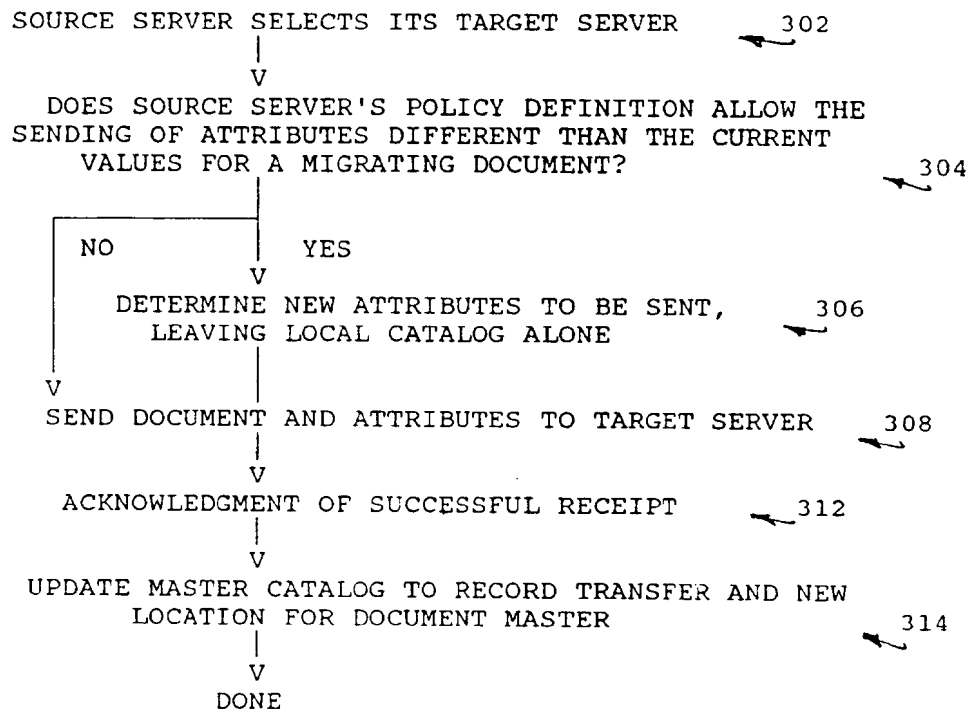 SOURCE SERVER SELECTS ITS TARGET SERVER 302
V
DOES SOURCE SERVER'S POLICY DEFINITION ALLOW THE
SENDING OF ATTRIBUTES DIFFERENT THAN THE CURRENT
VALUES FOR A MIGRATING DOCUMENT? 304
NO YES
V
DETERMINE NEW ATTRIBUTES TO BE SENT, 306
LEAVING LOCAL CATALOG ALONE
V
SEND DOCUMENT AND ATTRIBUTES TO TARGET SERVER 308
V
ACKNOWLEDGMENT OF SUCCESSFUL RECEIPT 312
V
UPDATE MASTER CATALOG TO RECORD TRANSFER AND NEW
LOCATION FOR DOCUMENT MASTER 314
V
DONE